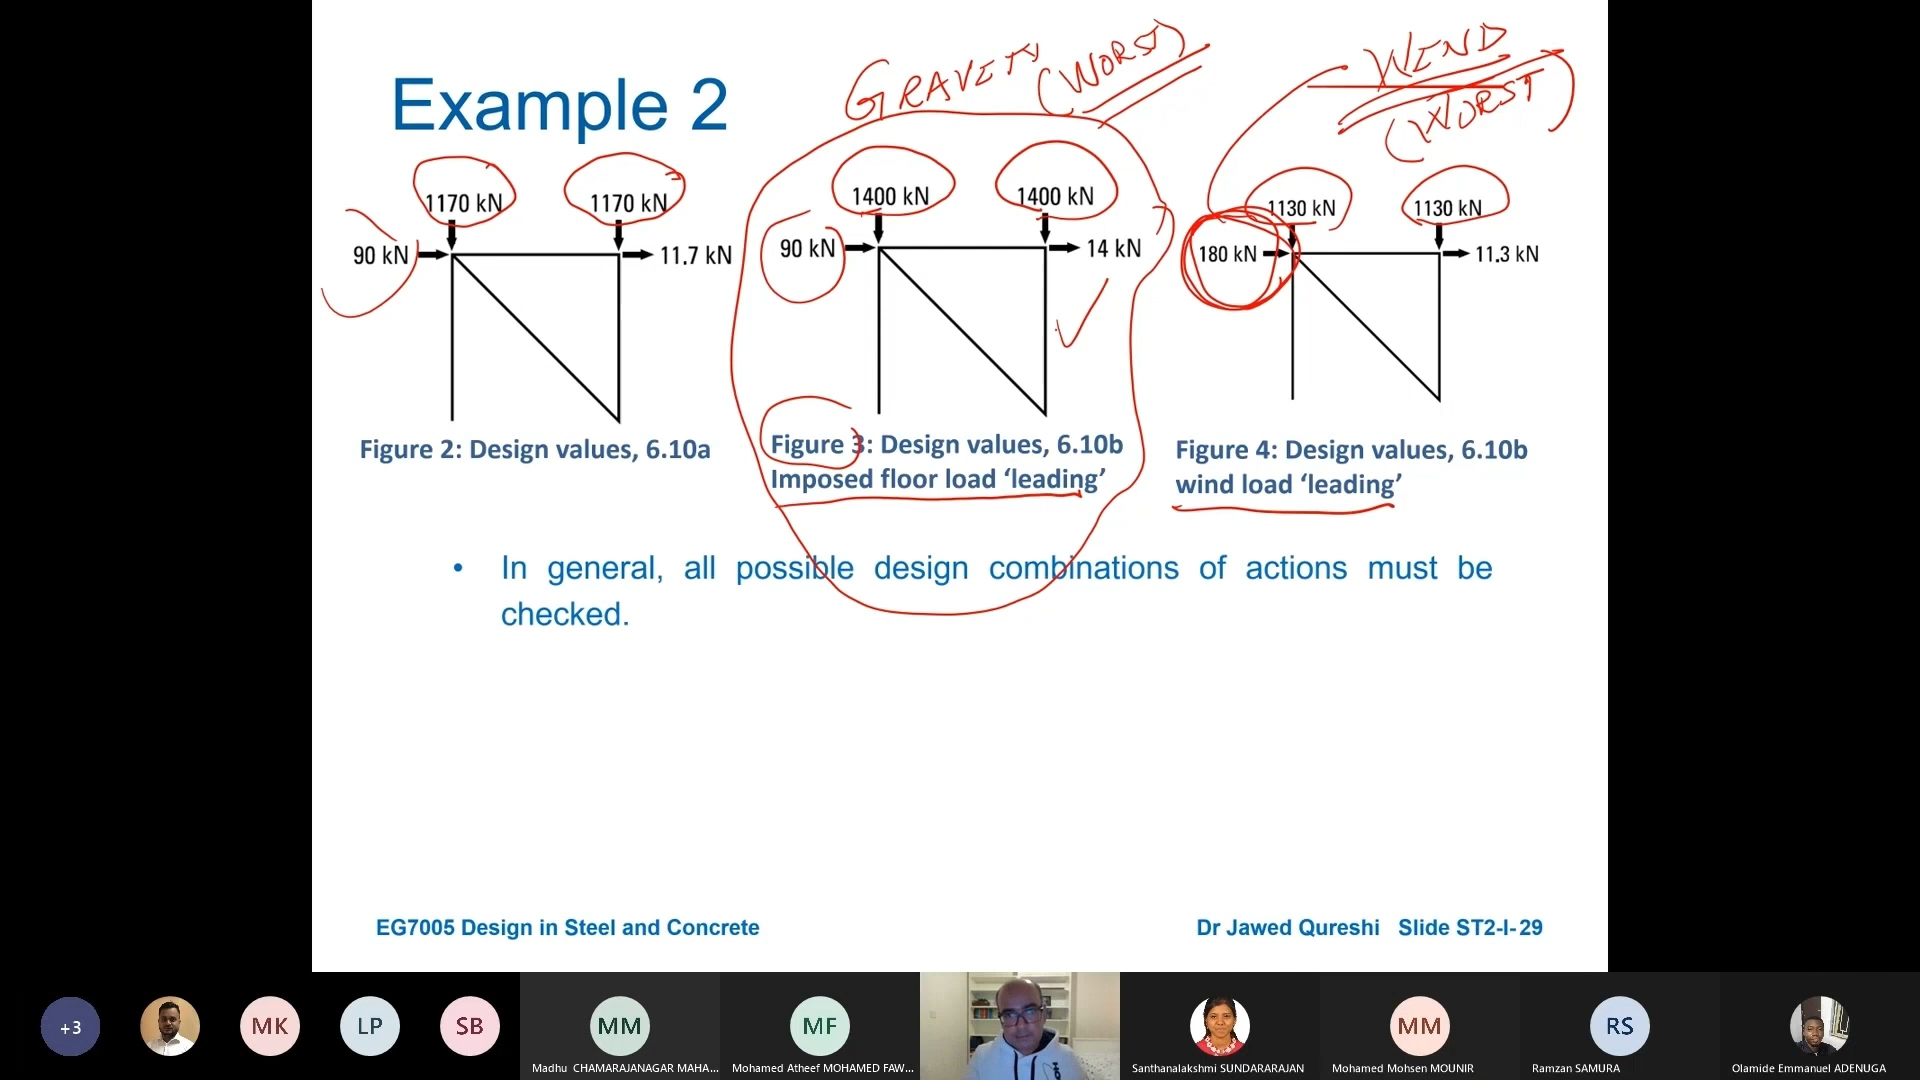 GRAVITY
(WORST)
WIND
(WORST)
Example 2
1170 kN 1170 kN
90 kN 11.7 kN
1400 kN 1400 kN
90 kN 14 kN
1130 kN 1130 kN
180 kN 11.3 kN
Figure 2: Design values, 6.10a
Figure 3: Design values, 6.10b
Imposed floor load ‘leading’
Figure 4: Design values, 6.10b
wind load ‘leading’
• In general, all possible design combinations of actions must be
checked.
EG7005 Design in Steel and Concrete
Dr Jawed Qureshi Slide ST2-I-29
+3
MK
LP
SB
MM
MF
MM
RS
Madhu CHAMARAJANAGAR MAHA...
Mohamed Atheef MOHAMED FAW...
Santhanalakshmi SUNDARARAJAN
Mohamed Mohsen MOUNIR
Ramzan SAMURA
Olamide Emmanuel ADENUGA